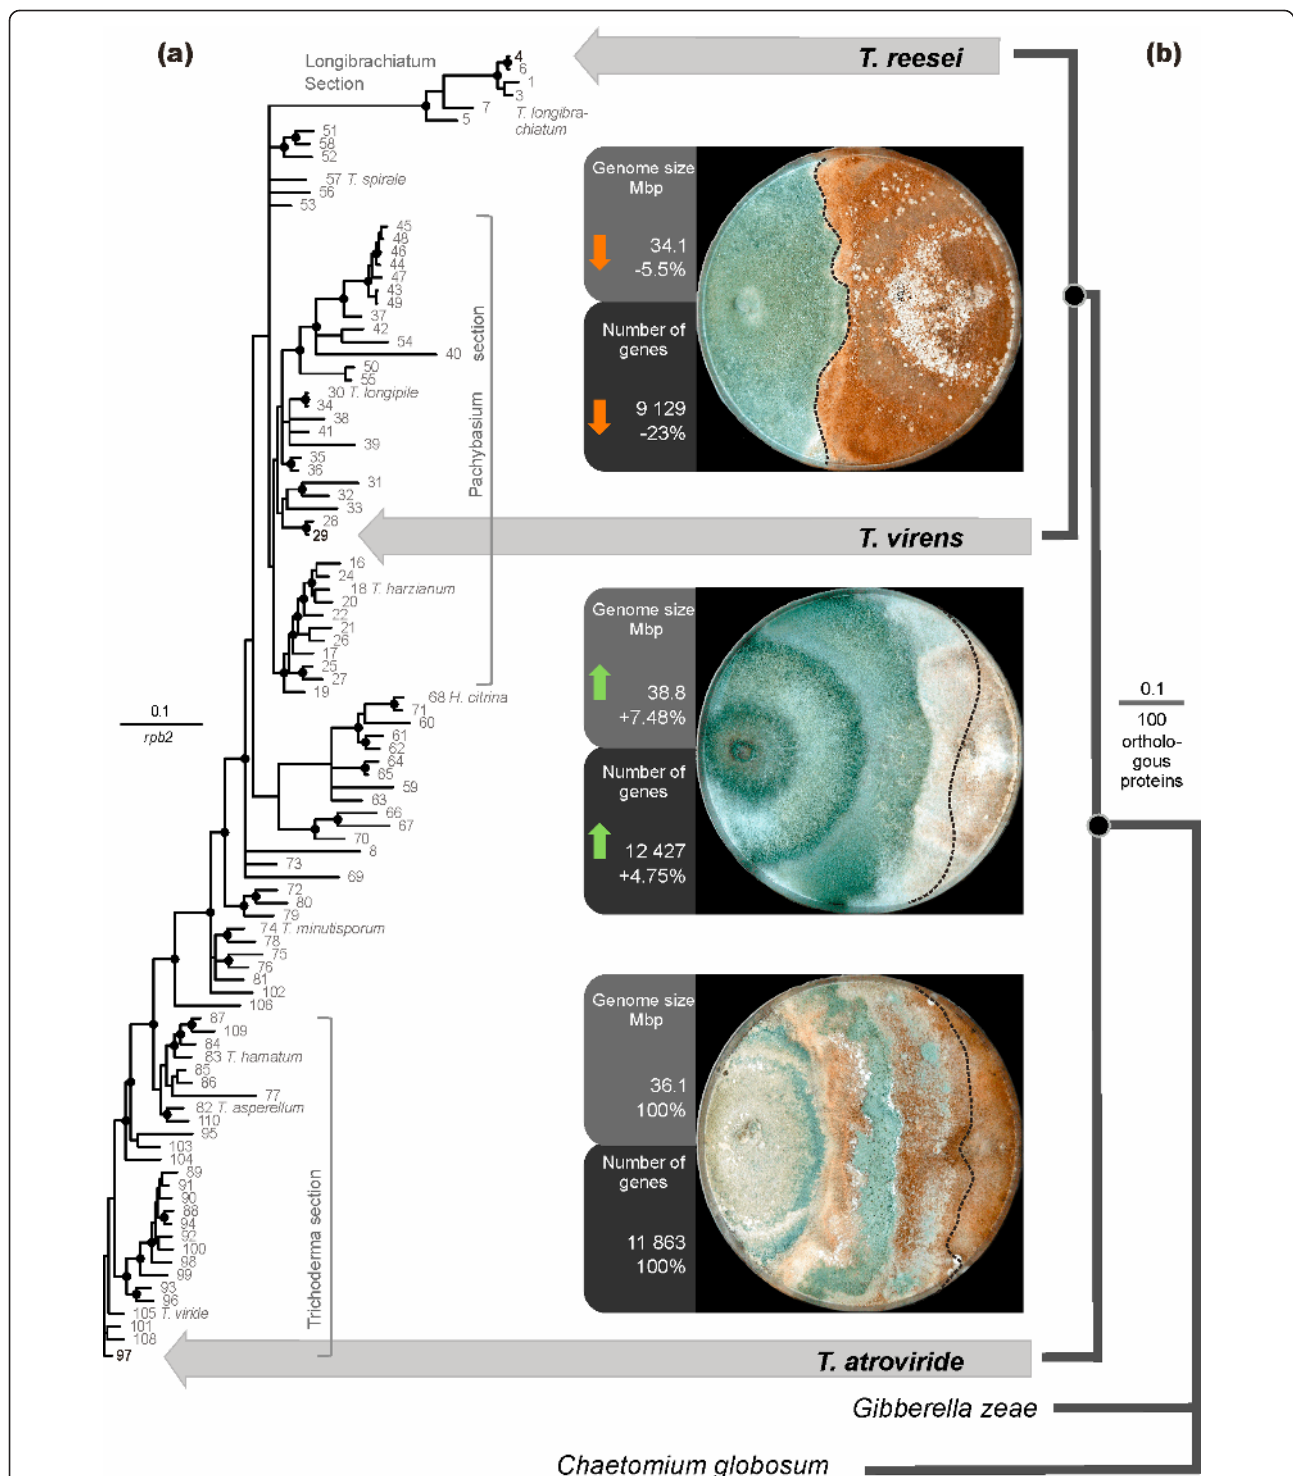 (a)
(b)
Longibrachiatum
Section
4
6
1
3
T. longibra-
chiatum
7
5
T. reesei
51
58
52
57 T. spirale
56
53
45
48
46
44
47
43
49
37
42
54
40
50
55
30 T. longipile
34
38
41
39
35
36
31
32
33
28
29
Pachybasium section
T. virens
16
24
18 T. harzianum
20
22
21
26
17
25
27
19
68 H. citrina
71
60
61
62
64
65
59
63
66
67
70
8
73
69
72
80
79
74 T. minutisporum
78
75
76
81
102
106
0.1
rpb2
87
109
84
83 T. hamatum
85
86
77
82 T. asperellum
110
95
103
104
89
91
90
88
94
92
100
98
99
93
96
105 T. viride
101
108
97
Trichoderma section
T. atroviride
Genome size
Mbp
34.1
-5.5%
Number of
genes
9 129
-23%
Genome size
Mbp
38.8
+7.48%
Number of
genes
12 427
+4.75%
Genome size
Mbp
36.1
100%
Number of
genes
11 863
100%
0.1
100
ortholo-
gous
proteins
Gibberella zeae
Chaetomium globosum